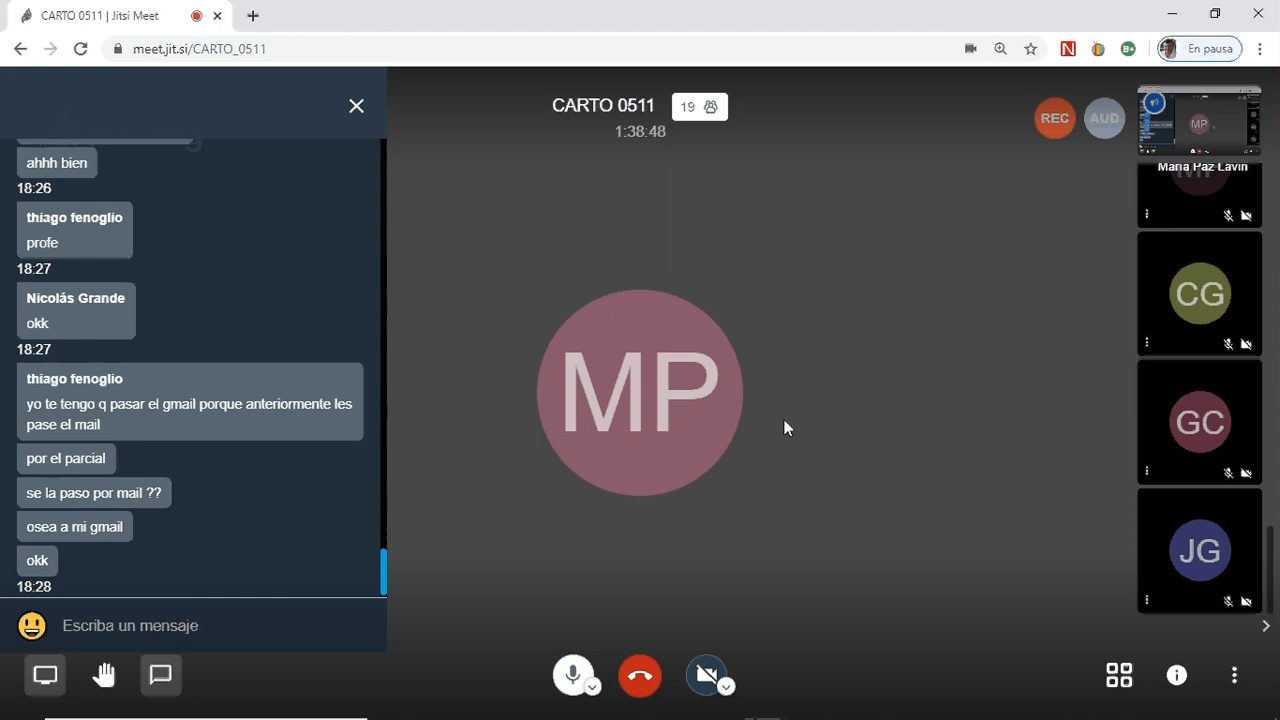 CARTO 0511 | Jitsi Meet
meet.jit.si/CARTO_0511
N
B+
En pausa
ahhh bien
18:26
thiago fenoglio
profe
18:27
Nicolás Grande
okk
18:27
thiago fenoglio
yo te tengo q pasar el gmail porque anteriormente les
pase el mail
por el parcial
se la paso por mail ??
osea a mi gmail
okk
18:28
Escriba un mensaje
CARTO 0511
19
1:38:48
MP
REC
AUD
MP
Maria Paz Lavin
CG
GC
JG